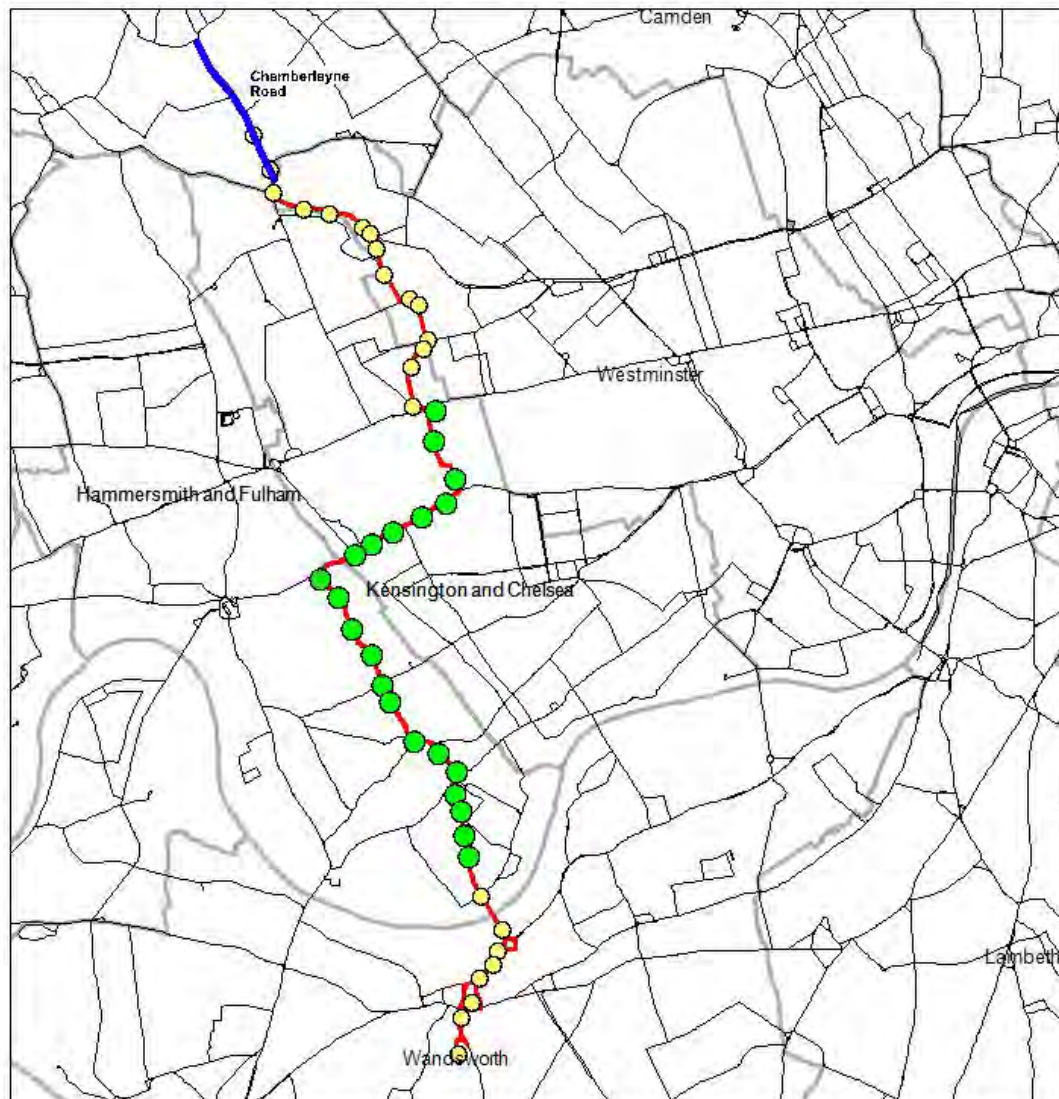 Camden
Chamberlayne
Road
Westminster
Hammersmith and Fulham
Kensington and Chelsea
Lambeth
Wandsworth